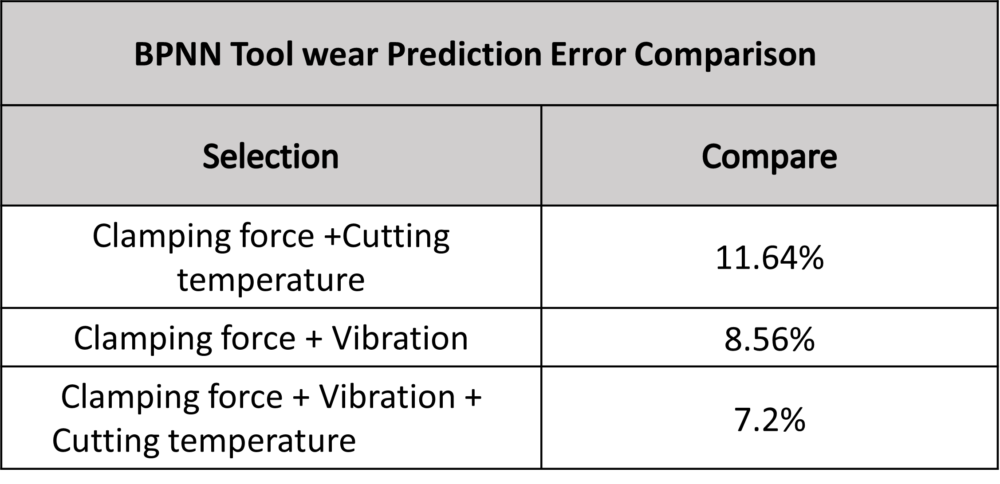 BPNN Tool wear Prediction Error Comparison
Selection
Compare
Clamping force +Cutting
temperature
11.64%
Clamping force + Vibration
8.56%
Clamping force + Vibration +
Cutting temperature
7.2%